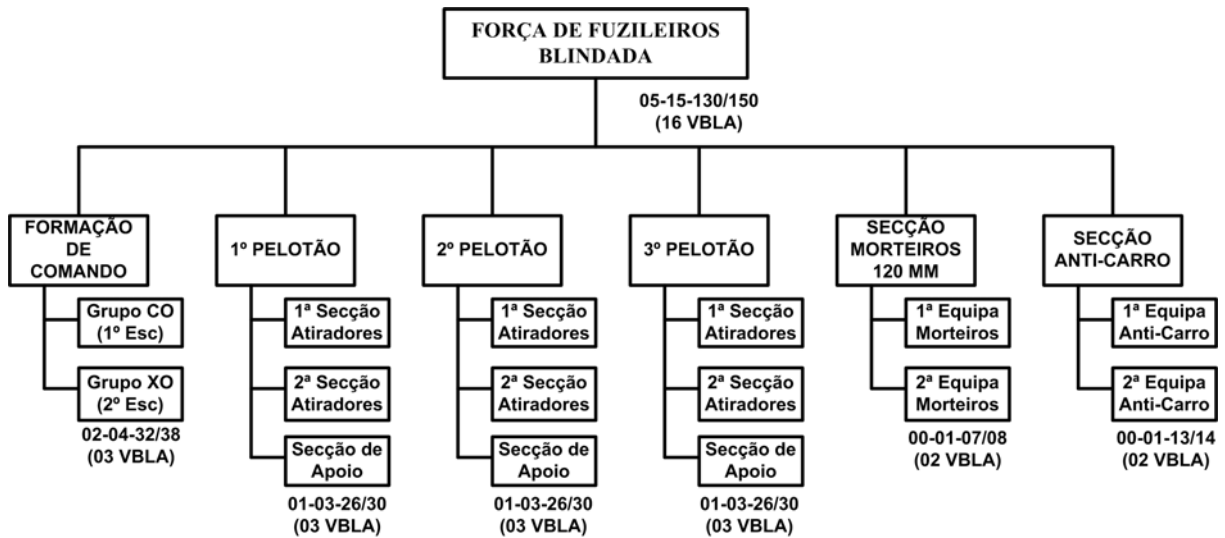 FORÇA DE FUZILEIROS
BLINDADA
05-15-130/150
(16 VBLA)
FORMAÇÃO
DE
COMANDO
Grupo CO
(1º Esc)
Grupo XO
(2º Esc)
02-04-32/38
(03 VBLA)
1º PELOTÃO
1ª Secção
Atiradores
2ª Secção
Atiradores
Secção de
Apoio
01-03-26/30
(03 VBLA)
2º PELOTÃO
1ª Secção
Atiradores
2ª Secção
Atiradores
Secção de
Apoio
01-03-26/30
(03 VBLA)
3º PELOTÃO
1ª Secção
Atiradores
2ª Secção
Atiradores
Secção de
Apoio
01-03-26/30
(03 VBLA)
SECÇÃO
MORTEIROS
120 MM
1ª Equipa
Morteiros
2ª Equipa
Morteiros
00-01-07/08
(02 VBLA)
SECÇÃO
ANTI-CARRO
1ª Equipa
Anti-Carro
2ª Equipa
Anti-Carro
00-01-13/14
(02 VBLA)